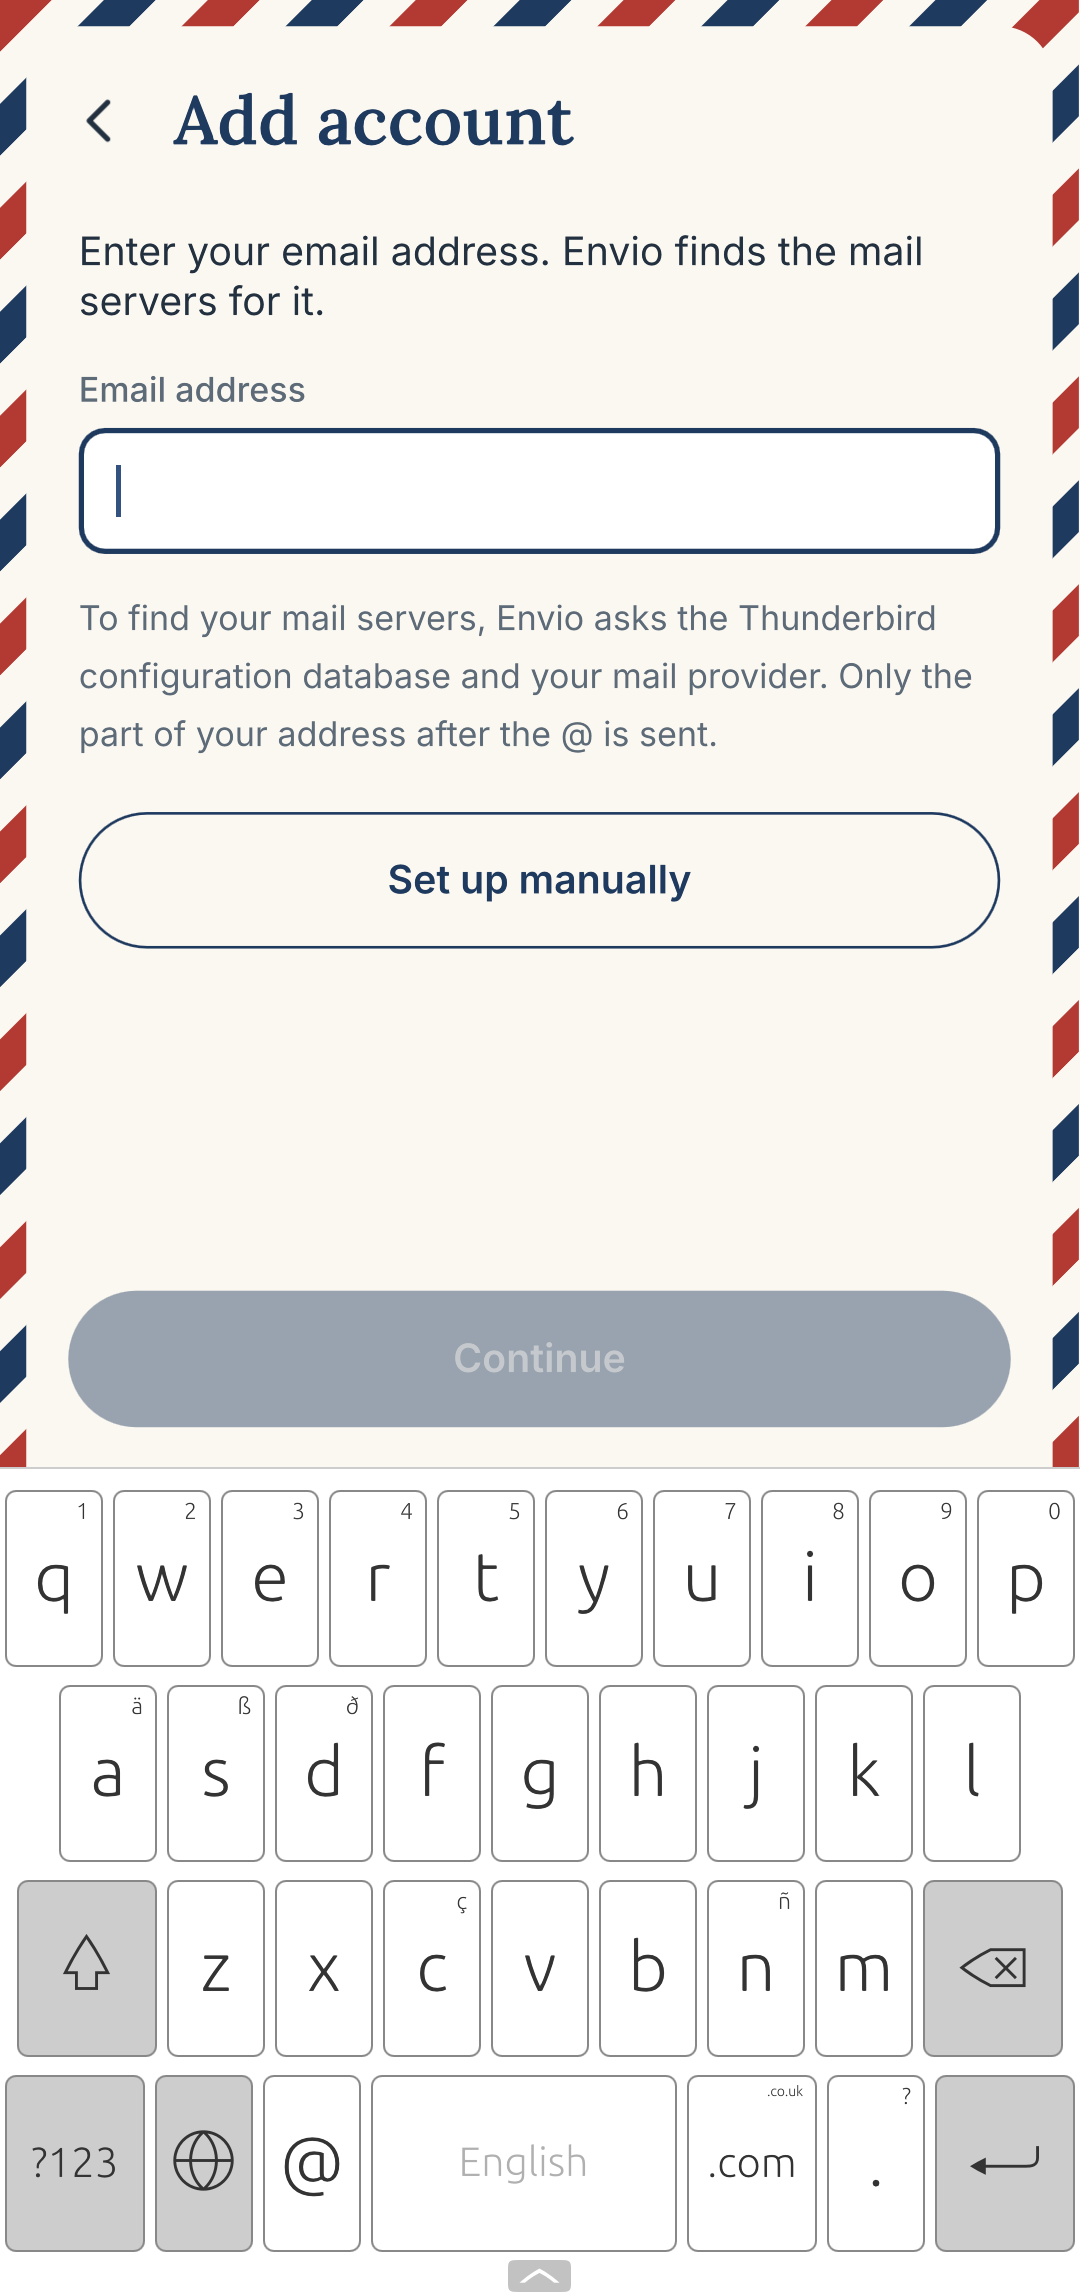 Add account
Enter your email address. Envio finds the mail
servers for it.
Email address
To find your mail servers, Envio asks the Thunderbird
configuration database and your mail provider. Only the
part of your address after the @ is sent.
Set up manually
Continue
1 2 3 4 5 6 7 8 9 0
q w e r t y u i o p
ä ß ð
a s d f g h j k l
ç ñ
z x c v b n m
.co.uk ?
?123 @ English .com .